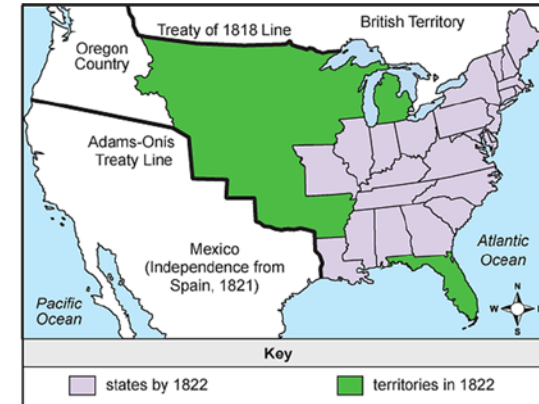 Treaty of 1818 Line
British Territory
Oregon
Country
Adams-Onís
Treaty Line
Mexico
(Independence from
Spain, 1821)
Atlantic
Ocean
Pacific
Ocean
N
W
E
S
Key
states by 1822
territories in 1822